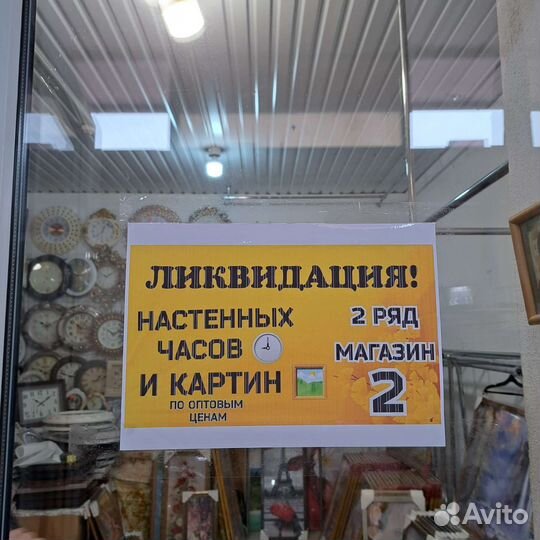 ЛИКВИДАЦИЯ!
НАСТЕННЫХ
ЧАСОВ
И КАРТИН
ПО ОПТОВЫМ
ЦЕНАМ
2 РЯД
МАГАЗИН
2
Avito